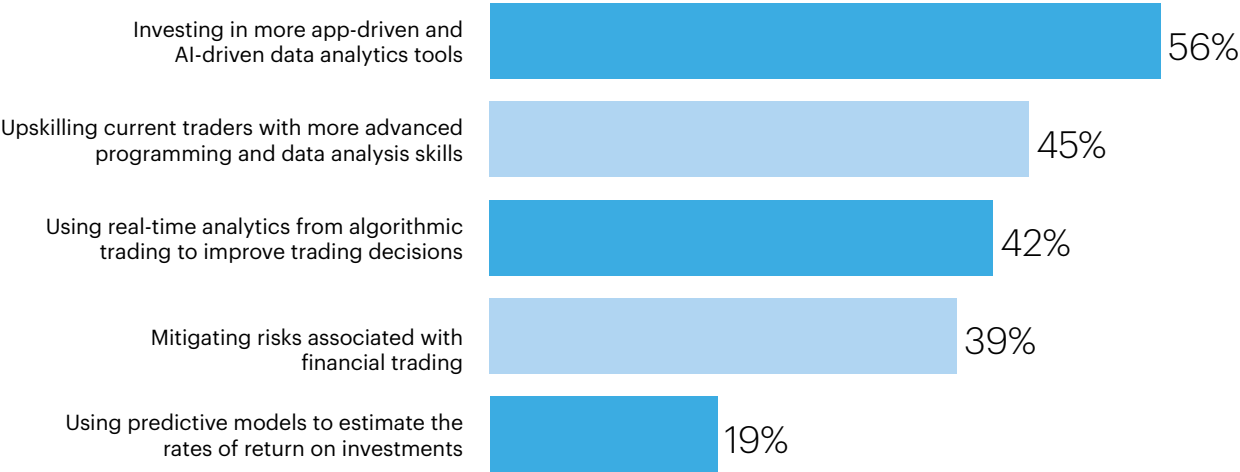 Investing in more app-driven and
AI-driven data analytics tools
56%
Upskilling current traders with more advanced
programming and data analysis skills
45%
Using real-time analytics from algorithmic
trading to improve trading decisions
42%
Mitigating risks associated with
financial trading
39%
Using predictive models to estimate the
rates of return on investments
19%